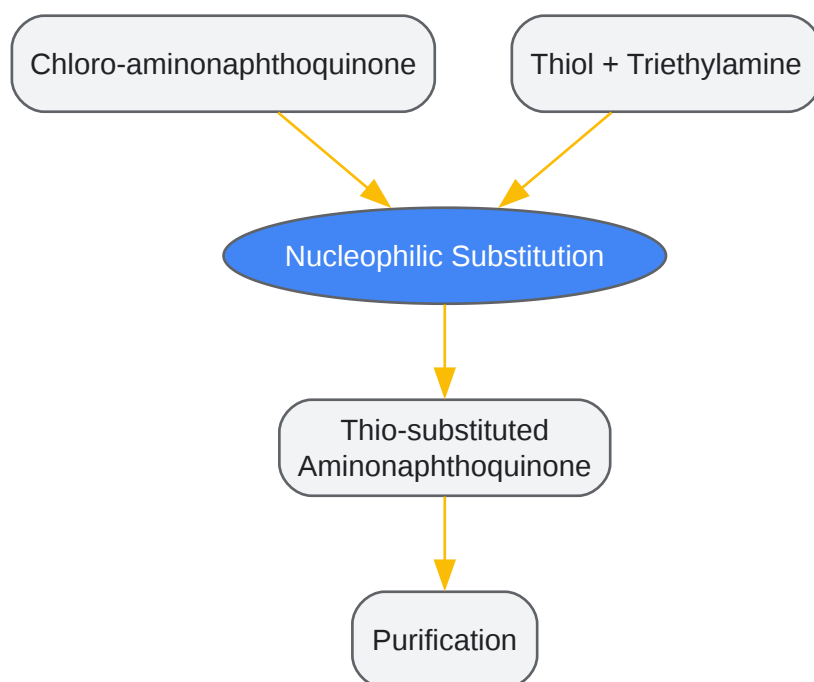 Chloro-aminonaphthoquinone
Thiol + Triethylamine
Nucleophilic Substitution
Thio-substituted
Aminonaphthoquinone
Purification